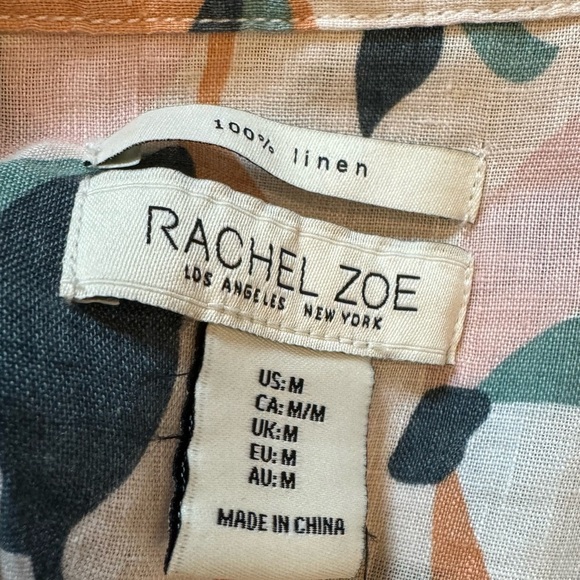 100% linen
RACHEL ZOE
LOS ANGELES NEW YORK
US: M
CA: M/M
UK: M
EU: M
AU: M
MADE IN CHINA